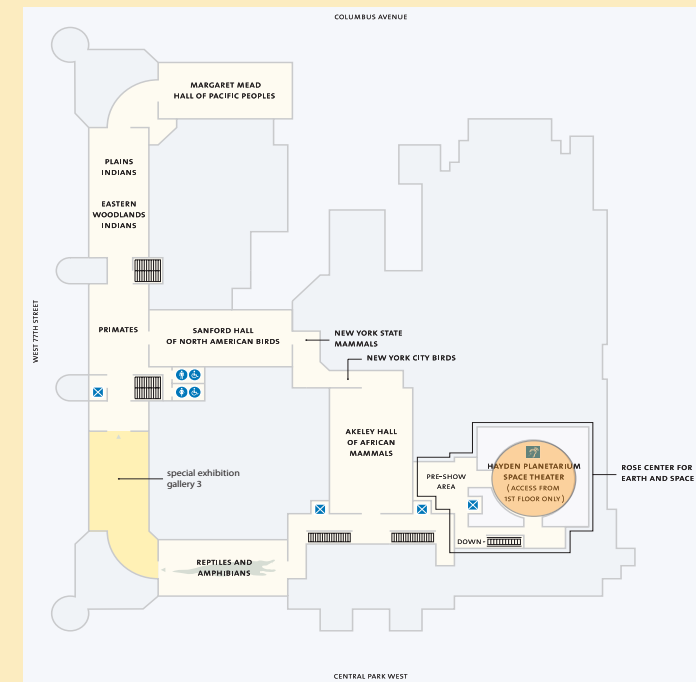 COLUMBUS AVENUE
MARGARET MEAD
HALL OF PACIFIC PEOPLES
PLAINS
INDIANS
EASTERN
WOODLANDS
INDIANS
WEST 77TH STREET
PRIMATES
SANFORD HALL
OF NORTH AMERICAN BIRDS
NEW YORK STATE
MAMMALS
NEW YORK CITY BIRDS
AKELEY HALL
OF AFRICAN
MAMMALS
special exhibition
gallery 3
PRE-SHOW
AREA
HAYDEN PLANETARIUM
SPACE THEATER
(ACCESS FROM
1ST FLOOR ONLY)
ROSE CENTER FOR
EARTH AND SPACE
DOWN
REPTILES AND
AMPHIBIANS
CENTRAL PARK WEST